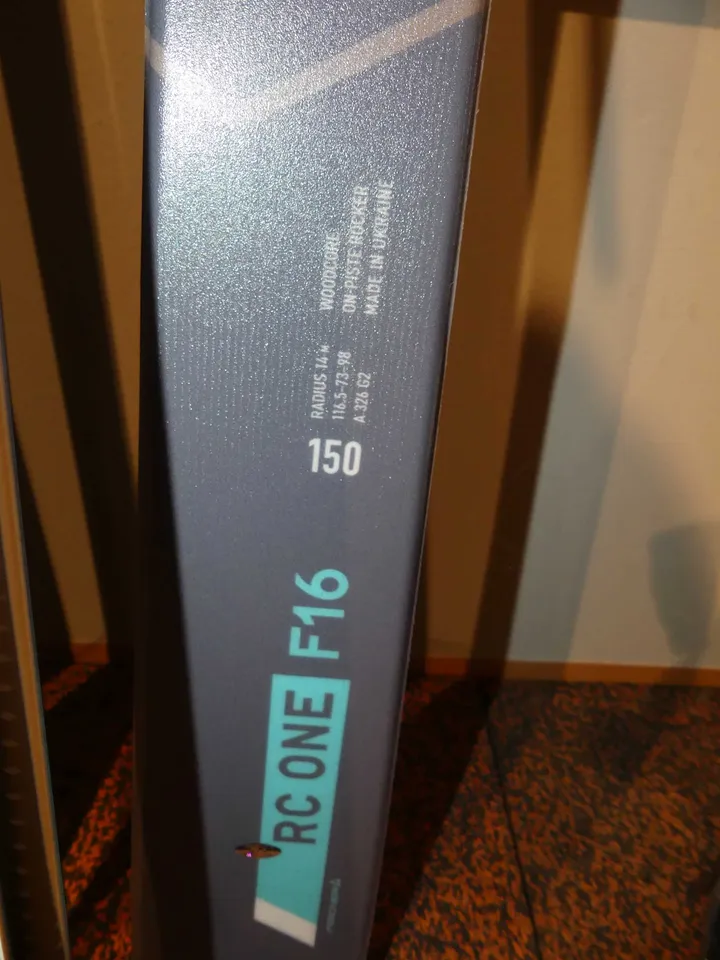 RC ONE F16
150
RADIUS 14 M
116.5-73-98
A 326 G2
WOODCORE
ON-PISTE ROCKER
MADE IN UKRAINE